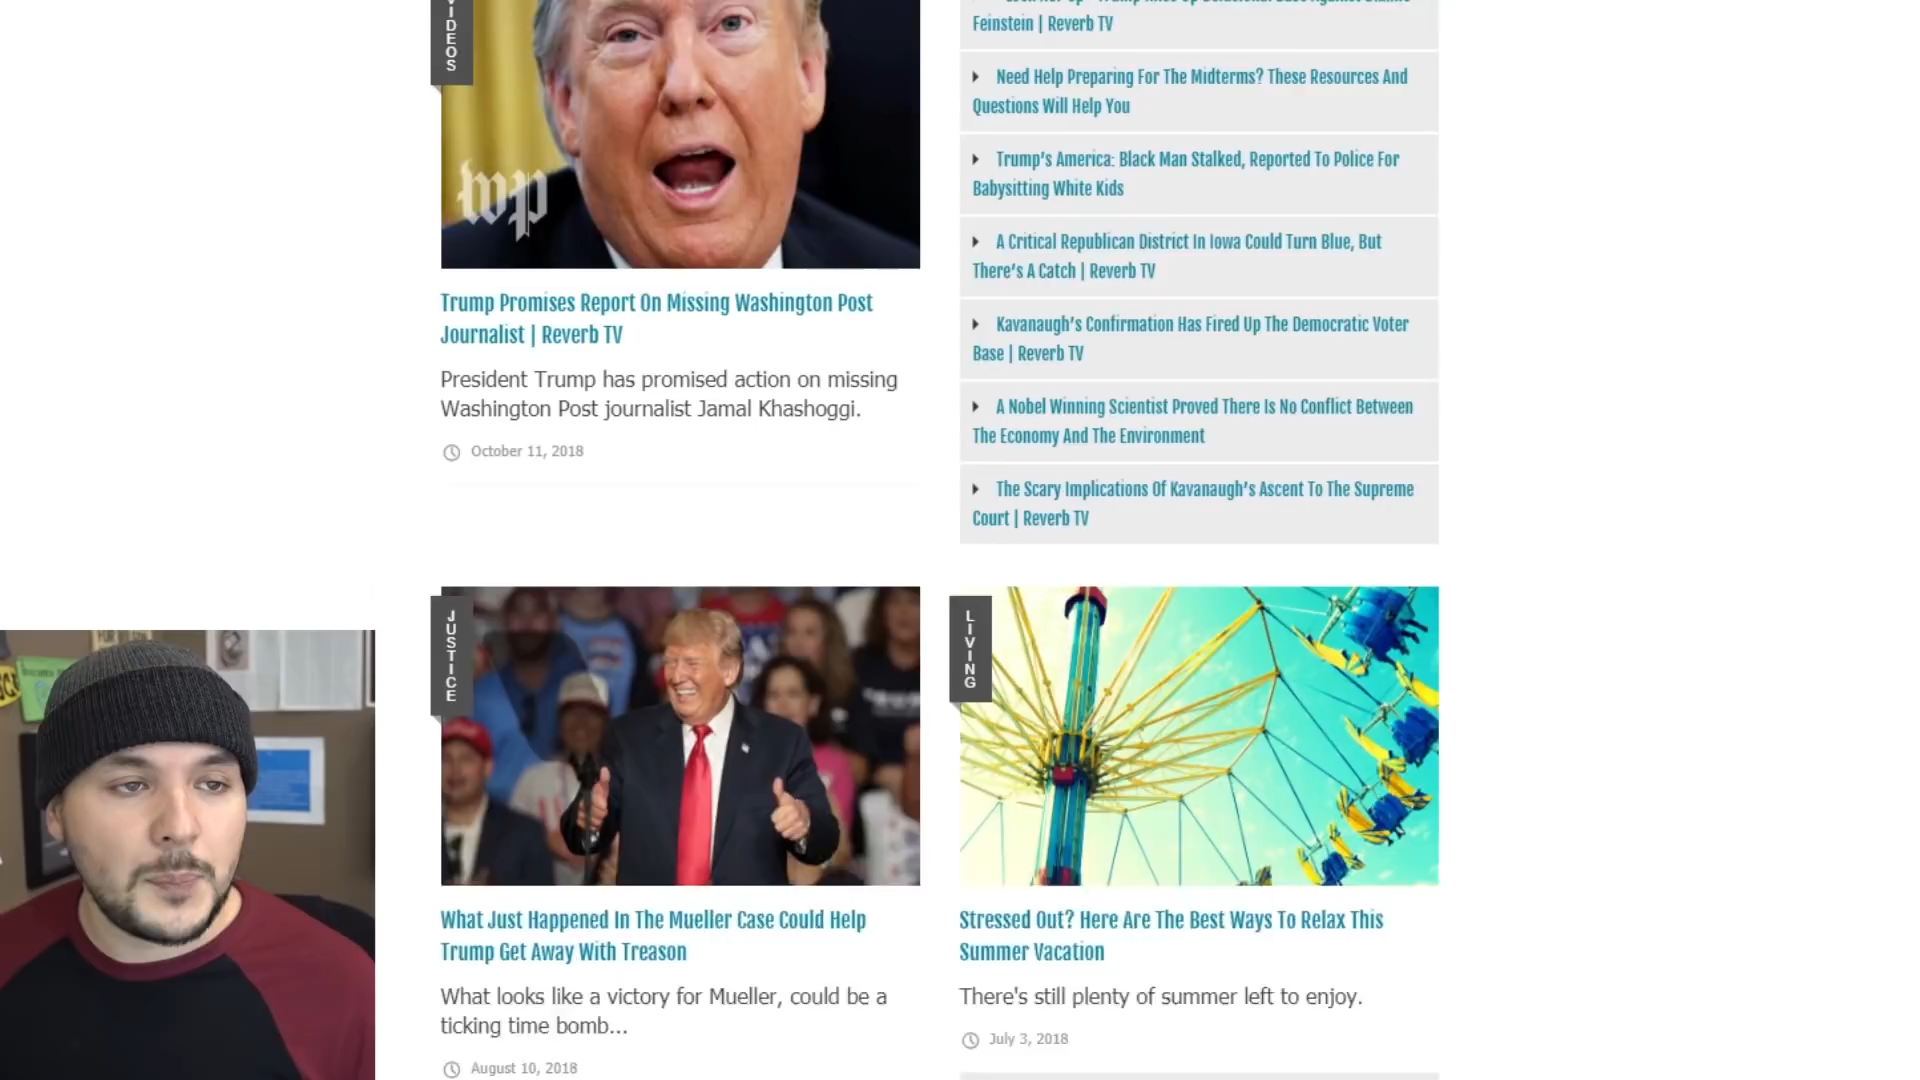 VIDEOS
wp
Trump Promises Report On Missing Washington Post
Journalist | Reverb TV
President Trump has promised action on missing
Washington Post journalist Jamal Khashoggi.
October 11, 2018
Feinstein | Reverb TV
Need Help Preparing For The Midterms? These Resources And
Questions Will Help You
Trump's America: Black Man Stalked, Reported To Police For
Babysitting White Kids
A Critical Republican District In Iowa Could Turn Blue, But
There's A Catch | Reverb TV
Kavanaugh's Confirmation Has Fired Up The Democratic Voter
Base | Reverb TV
A Nobel Winning Scientist Proved There Is No Conflict Between
The Economy And The Environment
The Scary Implications Of Kavanaugh's Ascent To The Supreme
Court | Reverb TV
JUSTICE
What Just Happened In The Mueller Case Could Help
Trump Get Away With Treason
What looks like a victory for Mueller, could be a
ticking time bomb...
August 10, 2018
LIVING
Stressed Out? Here Are The Best Ways To Relax This
Summer Vacation
There's still plenty of summer left to enjoy.
July 3, 2018